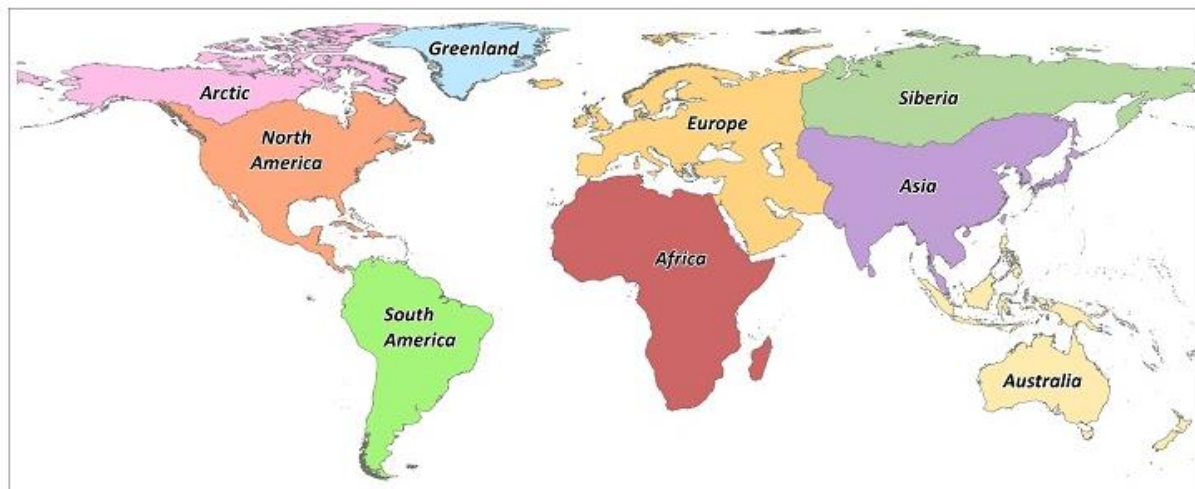 Greenland
Arctic
Siberia
North
America
Europe
Asia
Africa
South
America
Australia